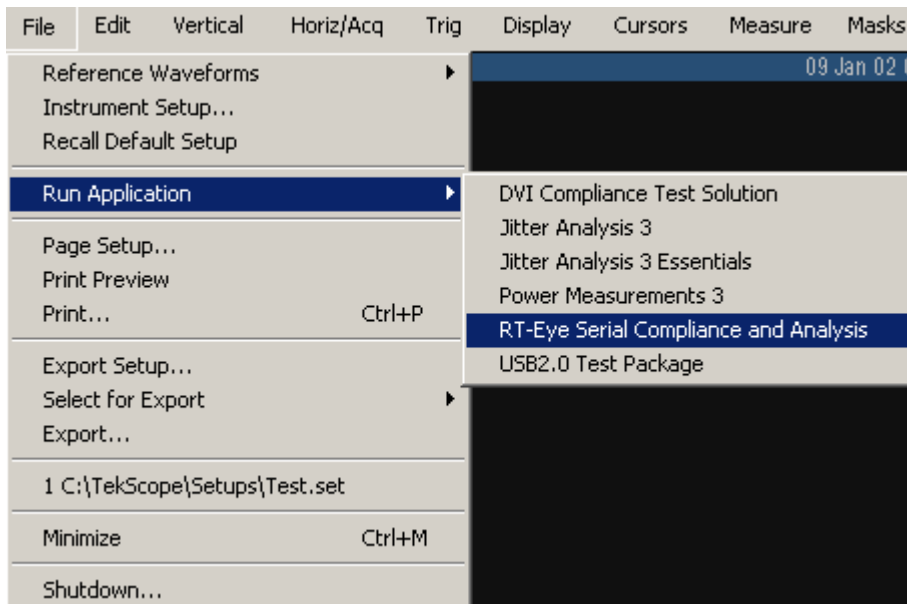 File Edit Vertical Horiz/Acq Trig Display Cursors Measure Masks
09 Jan 02
Reference Waveforms
Instrument Setup...
Recall Default Setup
Run Application
DVI Compliance Test Solution
Jitter Analysis 3
Jitter Analysis 3 Essentials
Power Measurements 3
RT-Eye Serial Compliance and Analysis
USB2.0 Test Package
Page Setup...
Print Preview
Print... Ctrl+P
Export Setup...
Select for Export
Export...
1 C:\TekScope\Setups\Test.set
Minimize Ctrl+M
Shutdown...